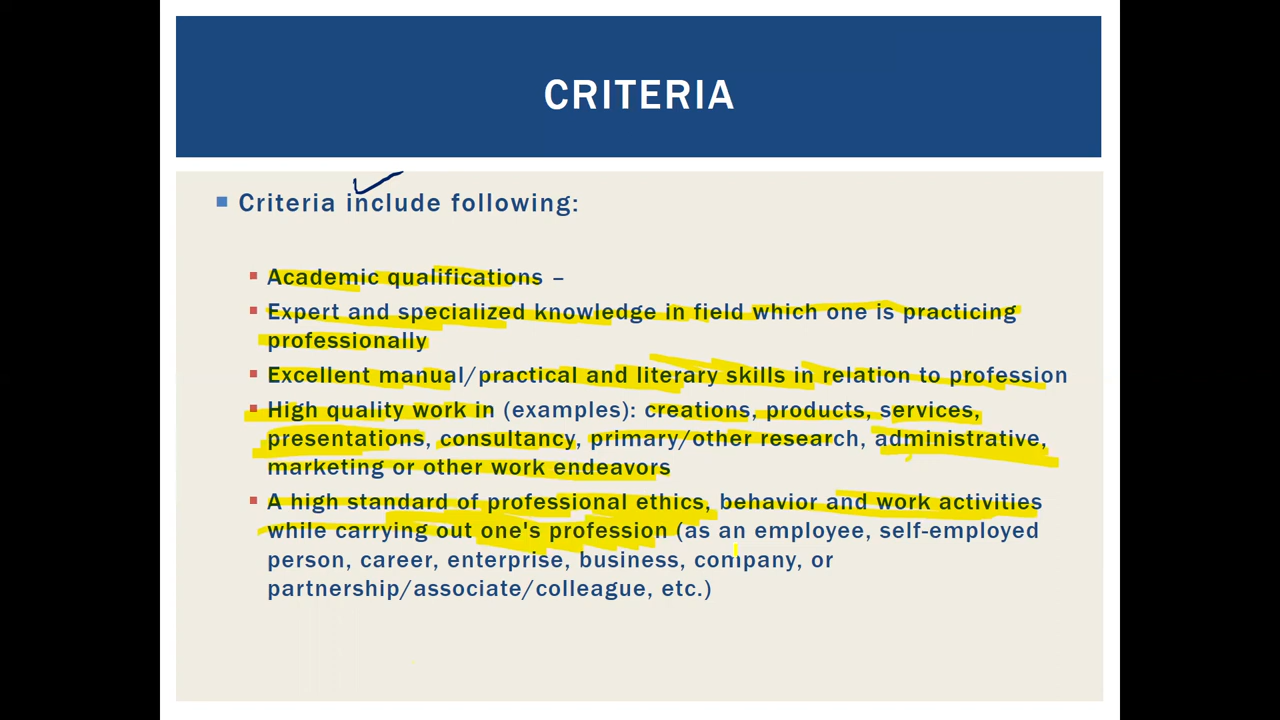 CRITERIA
Criteria include following:
Academic qualifications –
Expert and specialized knowledge in field which one is practicing
professionally
Excellent manual/practical and literary skills in relation to profession
High quality work in (examples): creations, products, services,
presentations, consultancy, primary/other research, administrative,
marketing or other work endeavors
A high standard of professional ethics, behavior and work activities
while carrying out one's profession (as an employee, self-employed
person, career, enterprise, business, company, or
partnership/associate/colleague, etc.)